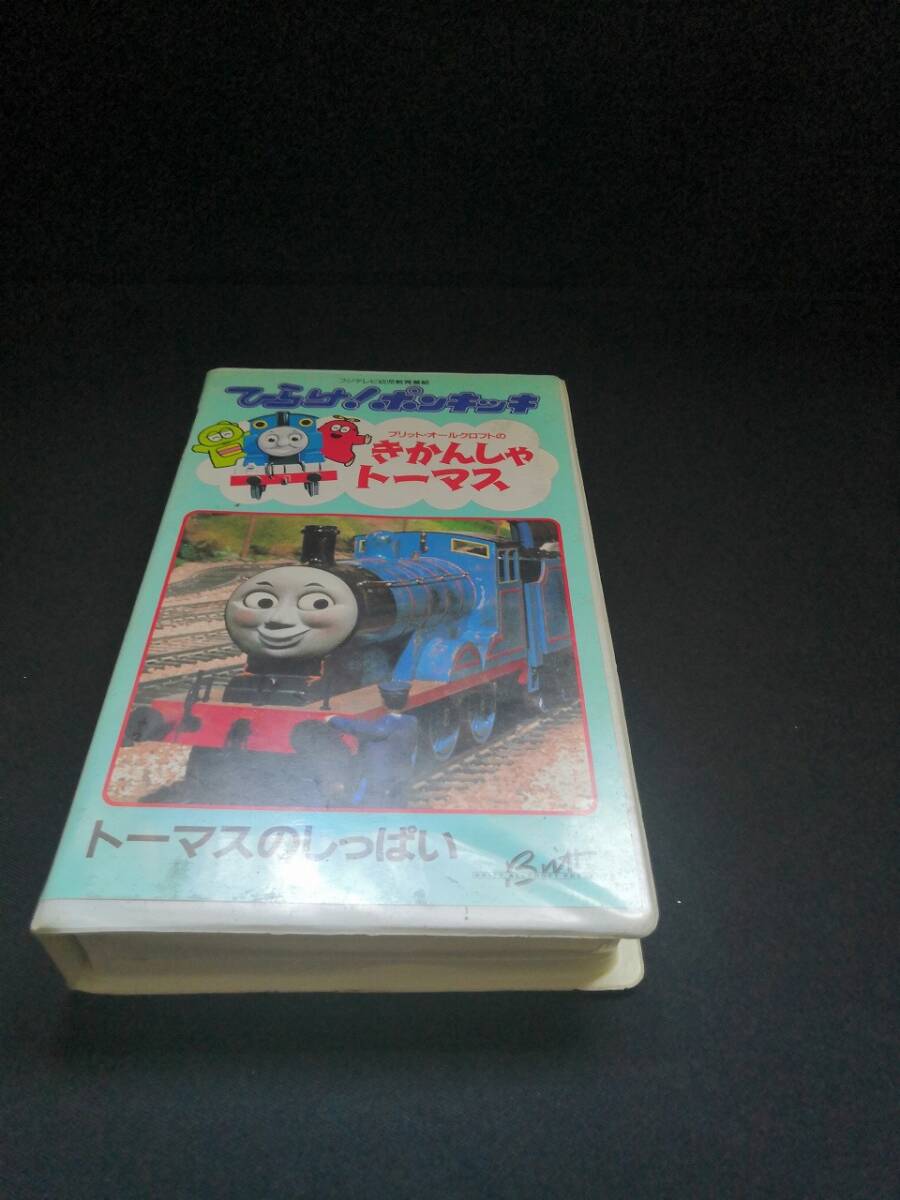 フジテレビ幼児教育番組
ひらけ!ポンキッキ
ブリット・オールクロフトの
きかんしゃ
トーマス
トーマスのしっぱい